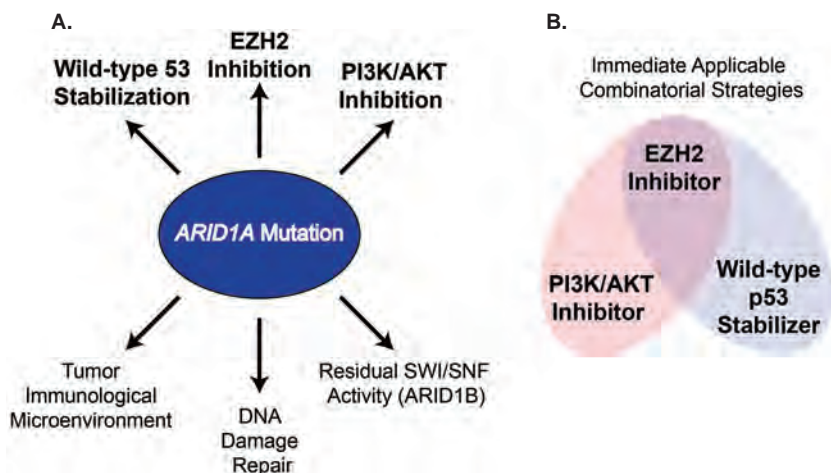 A.
Wild-type 53
Stabilization
EZH2
Inhibition
PI3K/AKT
Inhibition
ARID1A Mutation
Tumor
Immunological
Microenvironment
DNA
Damage
Repair
Residual SWI/SNF
Activity (ARID1B)
B.
Immediate Applicable
Combinatorial Strategies
EZH2
Inhibitor
PI3K/AKT
Inhibitor
Wild-type
p53
Stabilizer